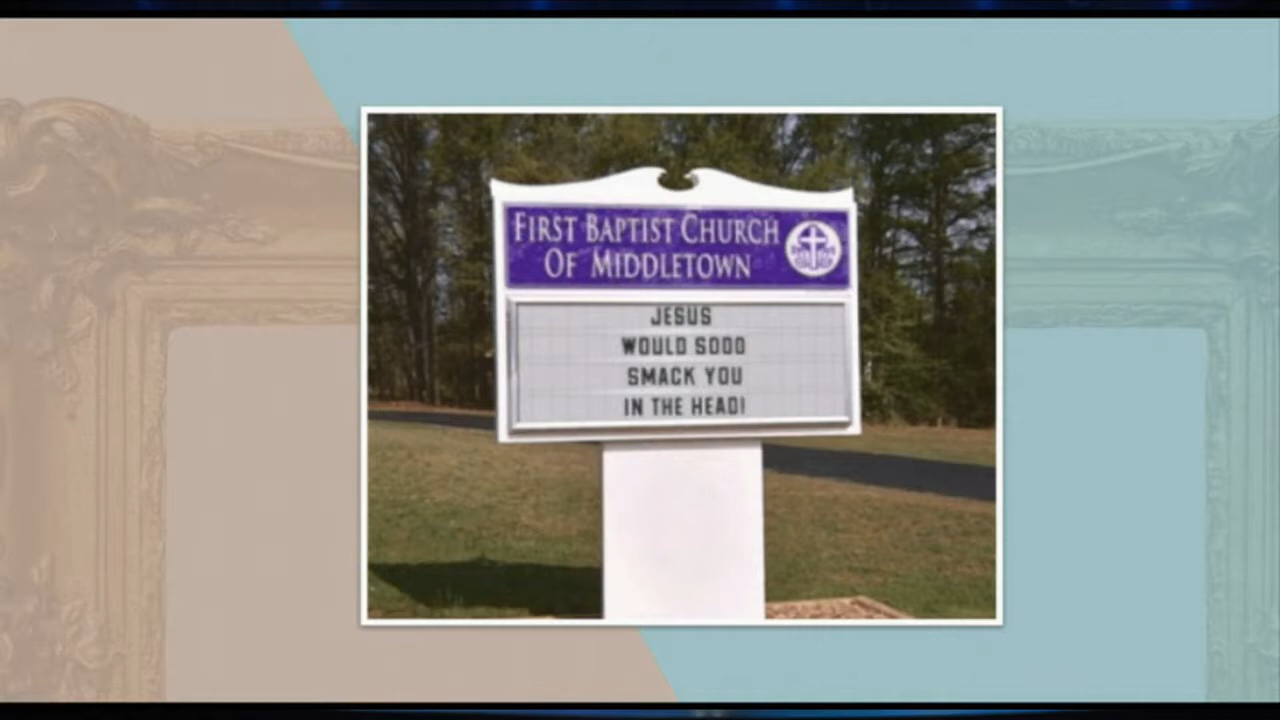 FIRST BAPTIST CHURCH
OF MIDDLETOWN
JESUS
WOULD SOOO
SMACK YOU
IN THE HEAD!